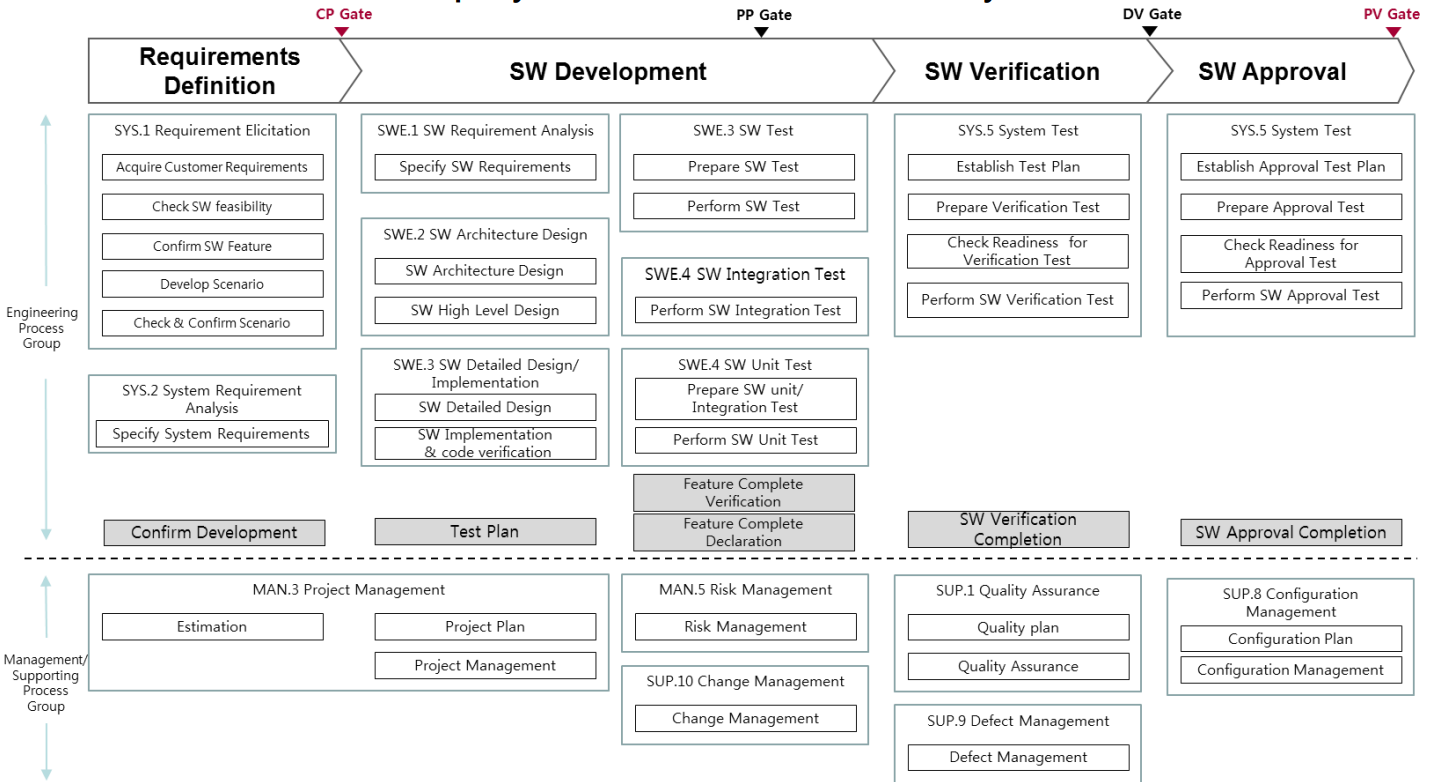 CP Gate
PP Gate
DV Gate
PV Gate
Requirements
Definition
SW Development
SW Verification
SW Approval
Engineering
Process
Group
SYS.1 Requirement Elicitation
Acquire Customer Requirements
Check SW feasibility
Confirm SW Feature
Develop Scenario
Check & Confirm Scenario
SYS.2 System Requirement
Analysis
Specify System Requirements
Confirm Development
SWE.1 SW Requirement Analysis
Specify SW Requirements
SWE.2 SW Architecture Design
SW Architecture Design
SW High Level Design
SWE.3 SW Detailed Design/
Implementation
SW Detailed Design
SW Implementation
& code verification
Test Plan
SWE.3 SW Test
Prepare SW Test
Perform SW Test
SWE.4 SW Integration Test
Perform SW Integration Test
SWE.4 SW Unit Test
Prepare SW unit/
Integration Test
Perform SW Unit Test
Feature Complete
Verification
Feature Complete
Declaration
SYS.5 System Test
Establish Test Plan
Prepare Verification Test
Check Readiness for
Verification Test
Perform SW Verification Test
SW Verification
Completion
SYS.5 System Test
Establish Approval Test Plan
Prepare Approval Test
Check Readiness for
Approval Test
Perform SW Approval Test
SW Approval Completion
Management/
Supporting
Process
Group
MAN.3 Project Management
Estimation
Project Plan
Project Management
MAN.5 Risk Management
Risk Management
SUP.10 Change Management
Change Management
SUP.1 Quality Assurance
Quality plan
Quality Assurance
SUP.9 Defect Management
Defect Management
SUP.8 Configuration
Management
Configuration Plan
Configuration Management